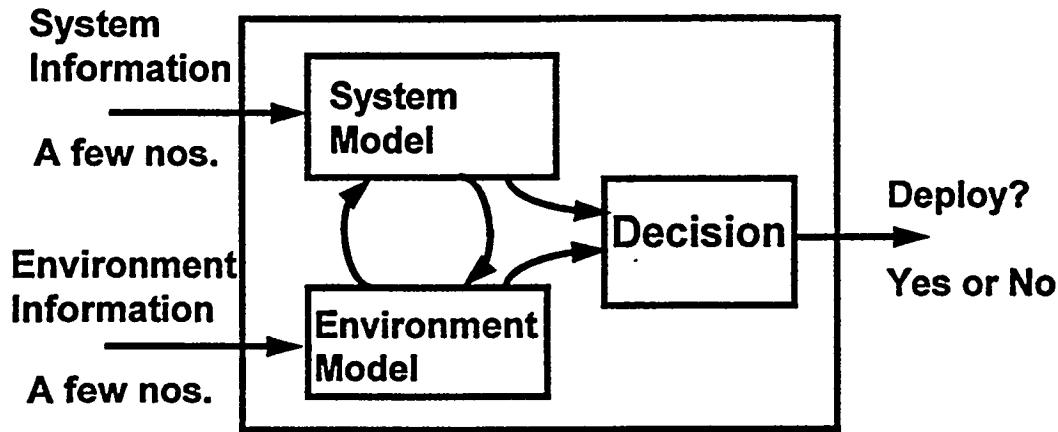 System
Information
A few nos.
System
Model
Decision
Deploy?
Yes or No
Environment
Information
A few nos.
Environment
Model